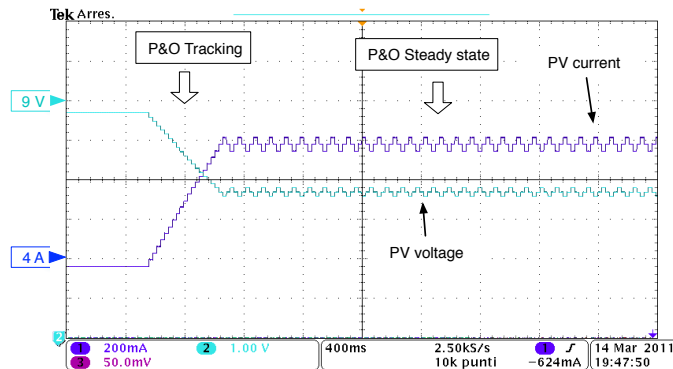 Tek Arres.
P&O Tracking
P&O Steady state
PV current
9 V
PV voltage
4 A
2
1 200mA 2 1.00 V 400ms 2.50kS/s 1 14 Mar 2011
3 50.0mV 10k punti −624mA 19:47:50